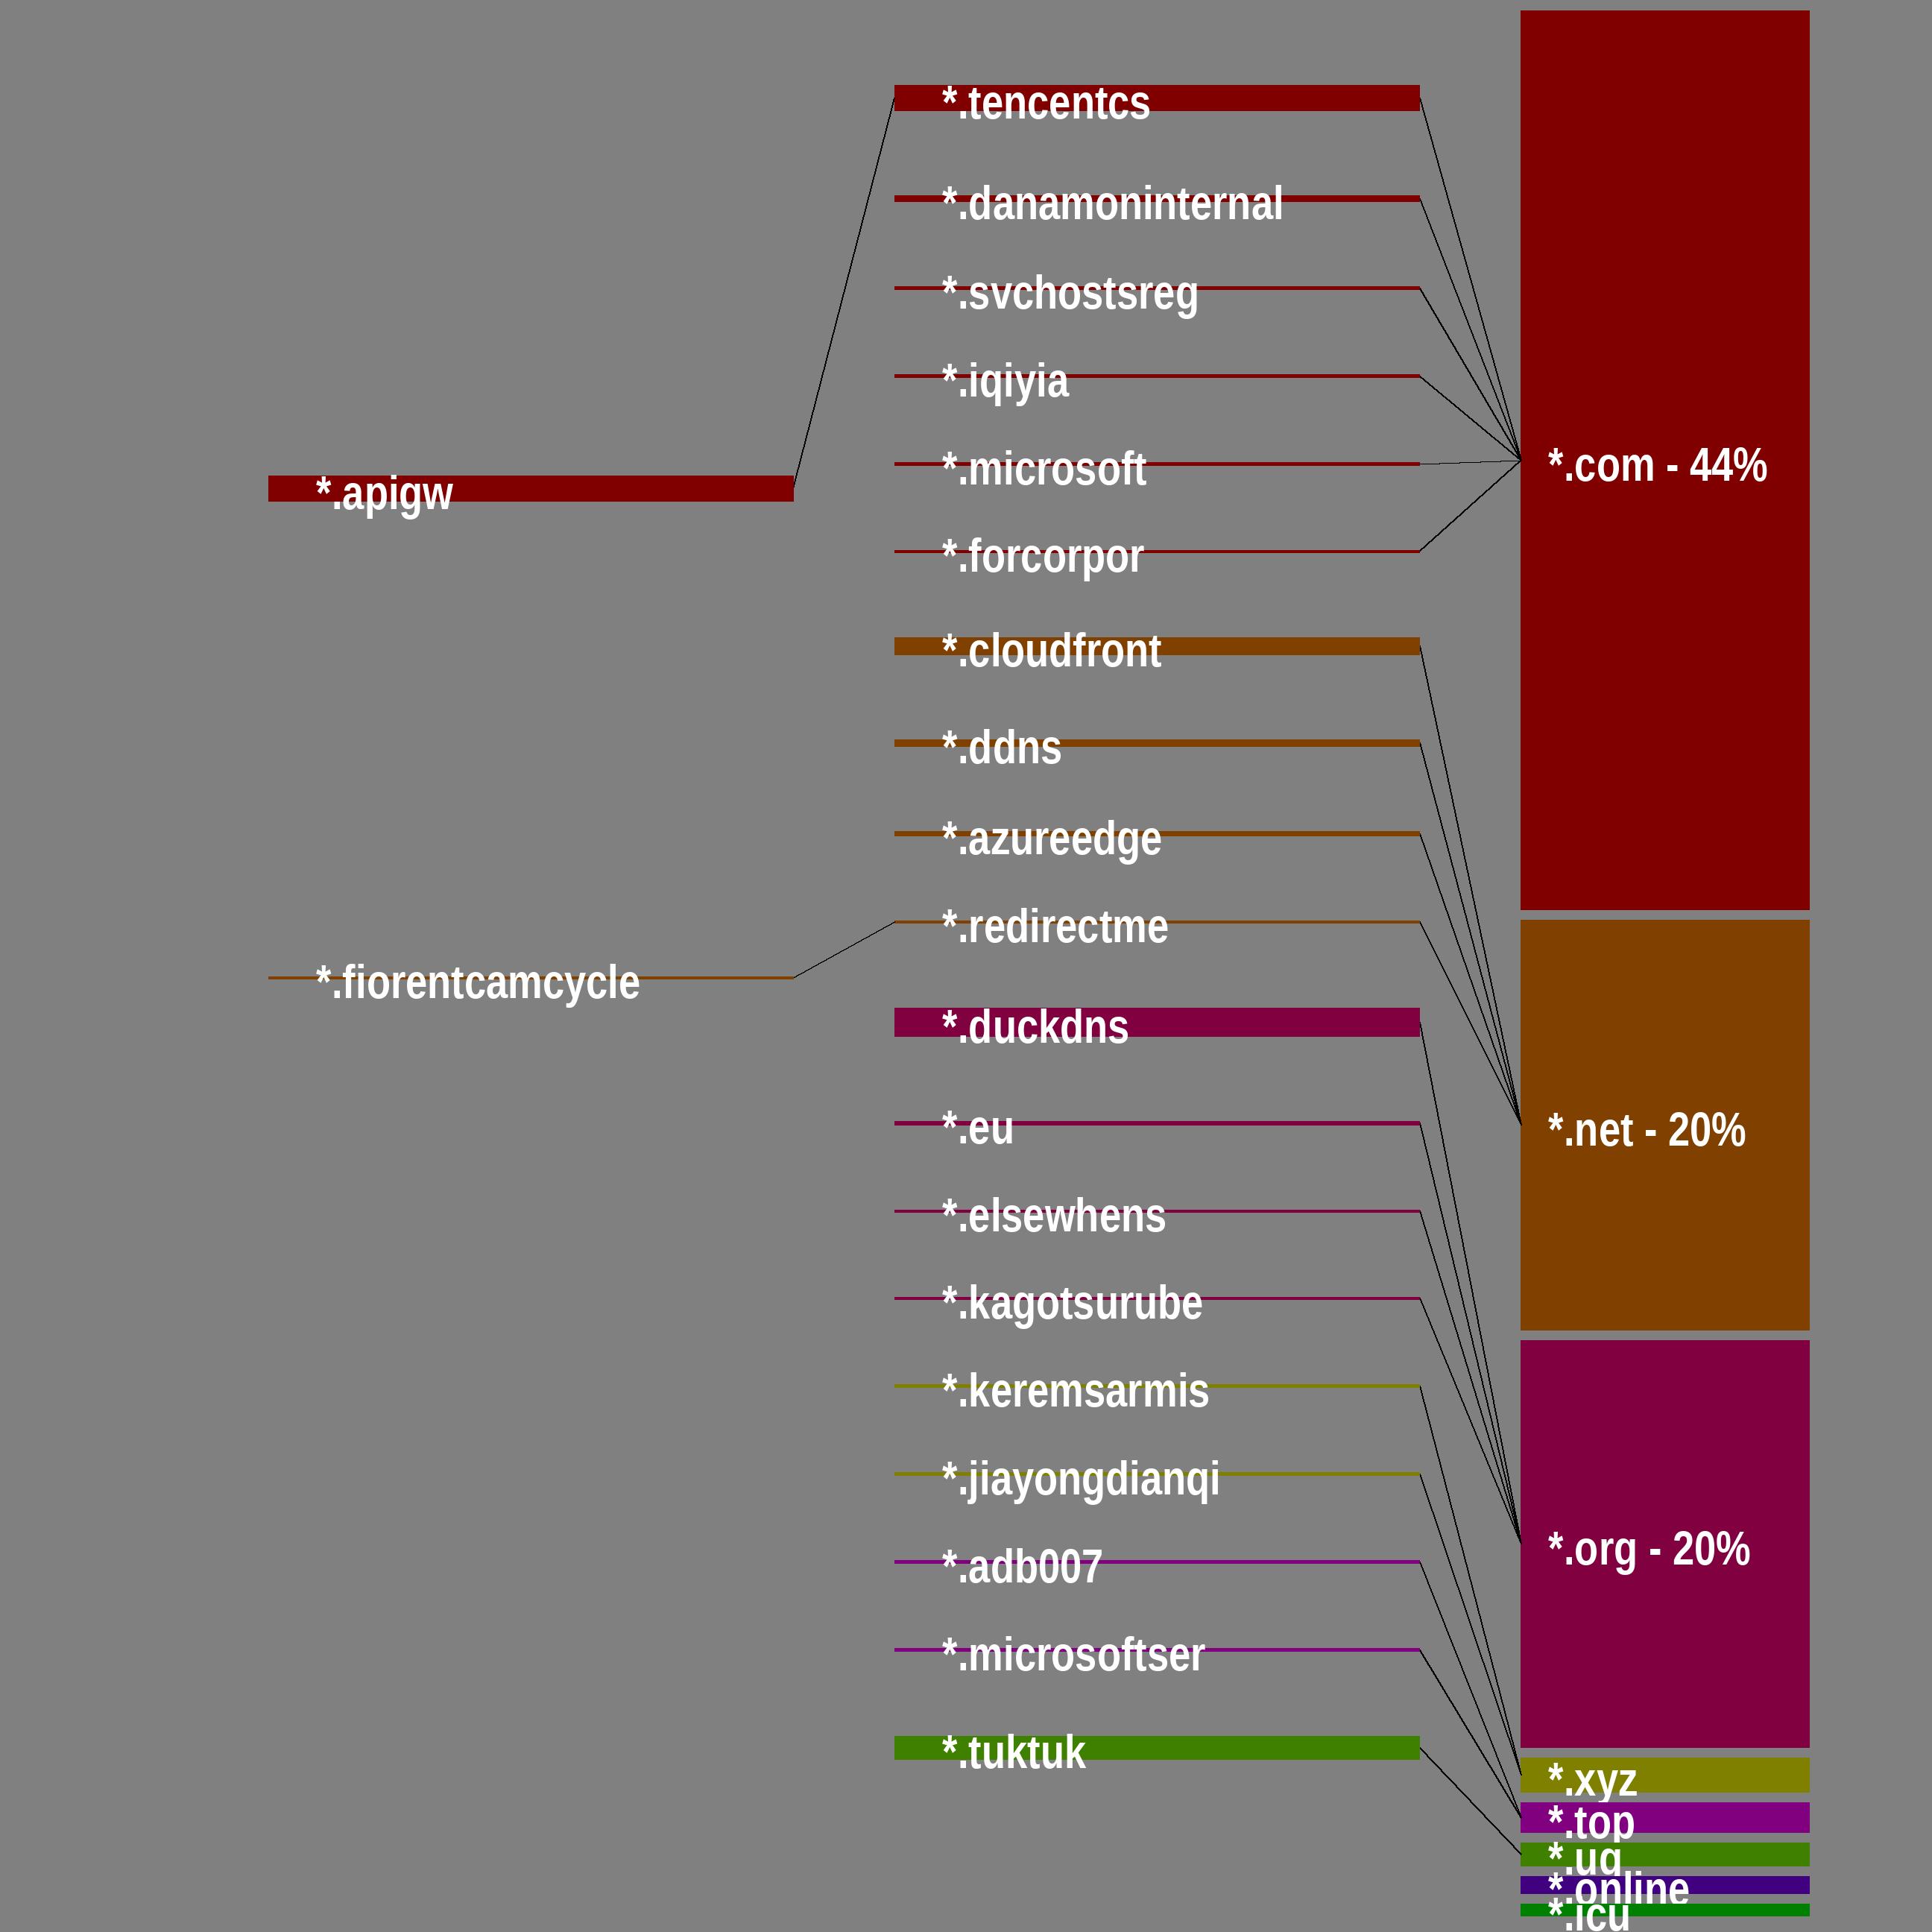 *.tencentcs
*.danamoninternal
*.svchostsreg
*.iqiyia
*.com - 44%
*.microsoft
*.apigw
*.forcorpor
*.cloudfront
*.ddns
*.azureedge
*.redirectme
*.fiorentcamcycle
*.duckdns
*.eu
*.net - 20%
*.elsewhens
*.kagotsurube
*.keremsarmis
*.jiayongdianqi
*.org - 20%
*.adb007
*.microsoftser
*.tuktuk
*.xyz
*.top
*.ug
*.online
*.icu